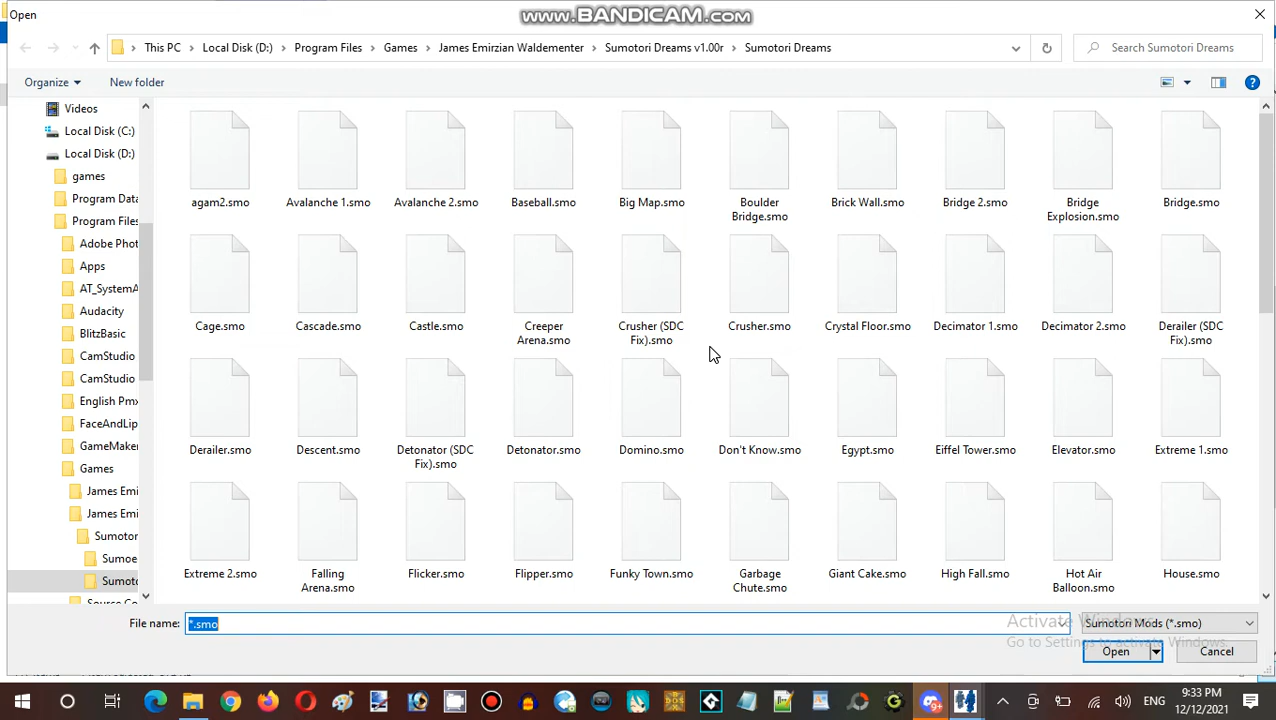 Open
www.BANDICAM.com
This PC > Local Disk (D:) > Program Files > Games > James Emirzian Waldementer > Sumotori Dreams v1.00r > Sumotori Dreams
Search Sumotori Dreams
Organize
New folder
Videos
Local Disk (C:)
Local Disk (D:)
games
Program Data
Program Files
Adobe Phot
Apps
AT_SystemA
Audacity
BlitzBasic
CamStudio
CamStudio
English Pmx
FaceAndLip
GameMaker
Games
James Emi
James Emi
Sumotor
Sumoe
Sumoto
Source Co
agam2.smo
Avalanche 1.smo
Avalanche 2.smo
Baseball.smo
Big Map.smo
Boulder
Bridge.smo
Brick Wall.smo
Bridge 2.smo
Bridge
Explosion.smo
Bridge.smo
Cage.smo
Cascade.smo
Castle.smo
Creeper
Arena.smo
Crusher (SDC
Fix).smo
Crusher.smo
Crystal Floor.smo
Decimator 1.smo
Decimator 2.smo
Derailer (SDC
Fix).smo
Derailer.smo
Descent.smo
Detonator (SDC
Fix).smo
Detonator.smo
Domino.smo
Don't Know.smo
Egypt.smo
Eiffel Tower.smo
Elevator.smo
Extreme 1.smo
Extreme 2.smo
Falling
Arena.smo
Flicker.smo
Flipper.smo
Funky Town.smo
Garbage
Chute.smo
Giant Cake.smo
High Fall.smo
Hot Air
Balloon.smo
House.smo
File name:
*.smo
Sumotori Mods (*.smo)
Activate Windows
Go to Settings to activate Windows.
Open
Cancel
ENG
9:33 PM
12/12/2021